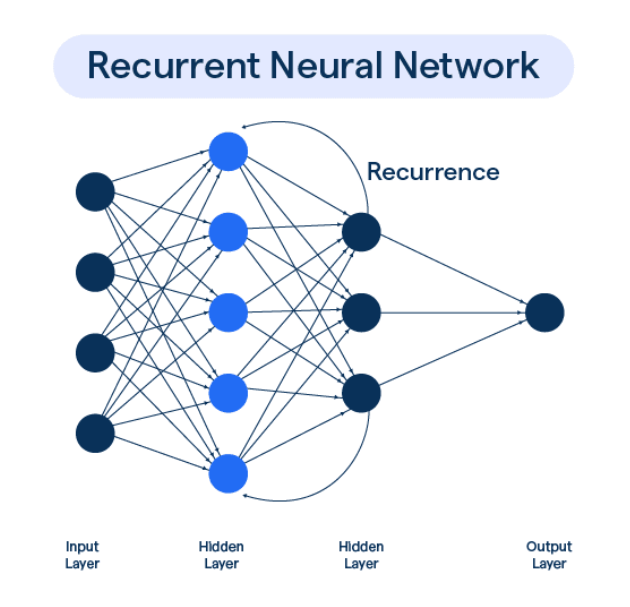 Recurrent Neural Network
Recurrence
Input
Layer
Hidden
Layer
Hidden
Layer
Output
Layer